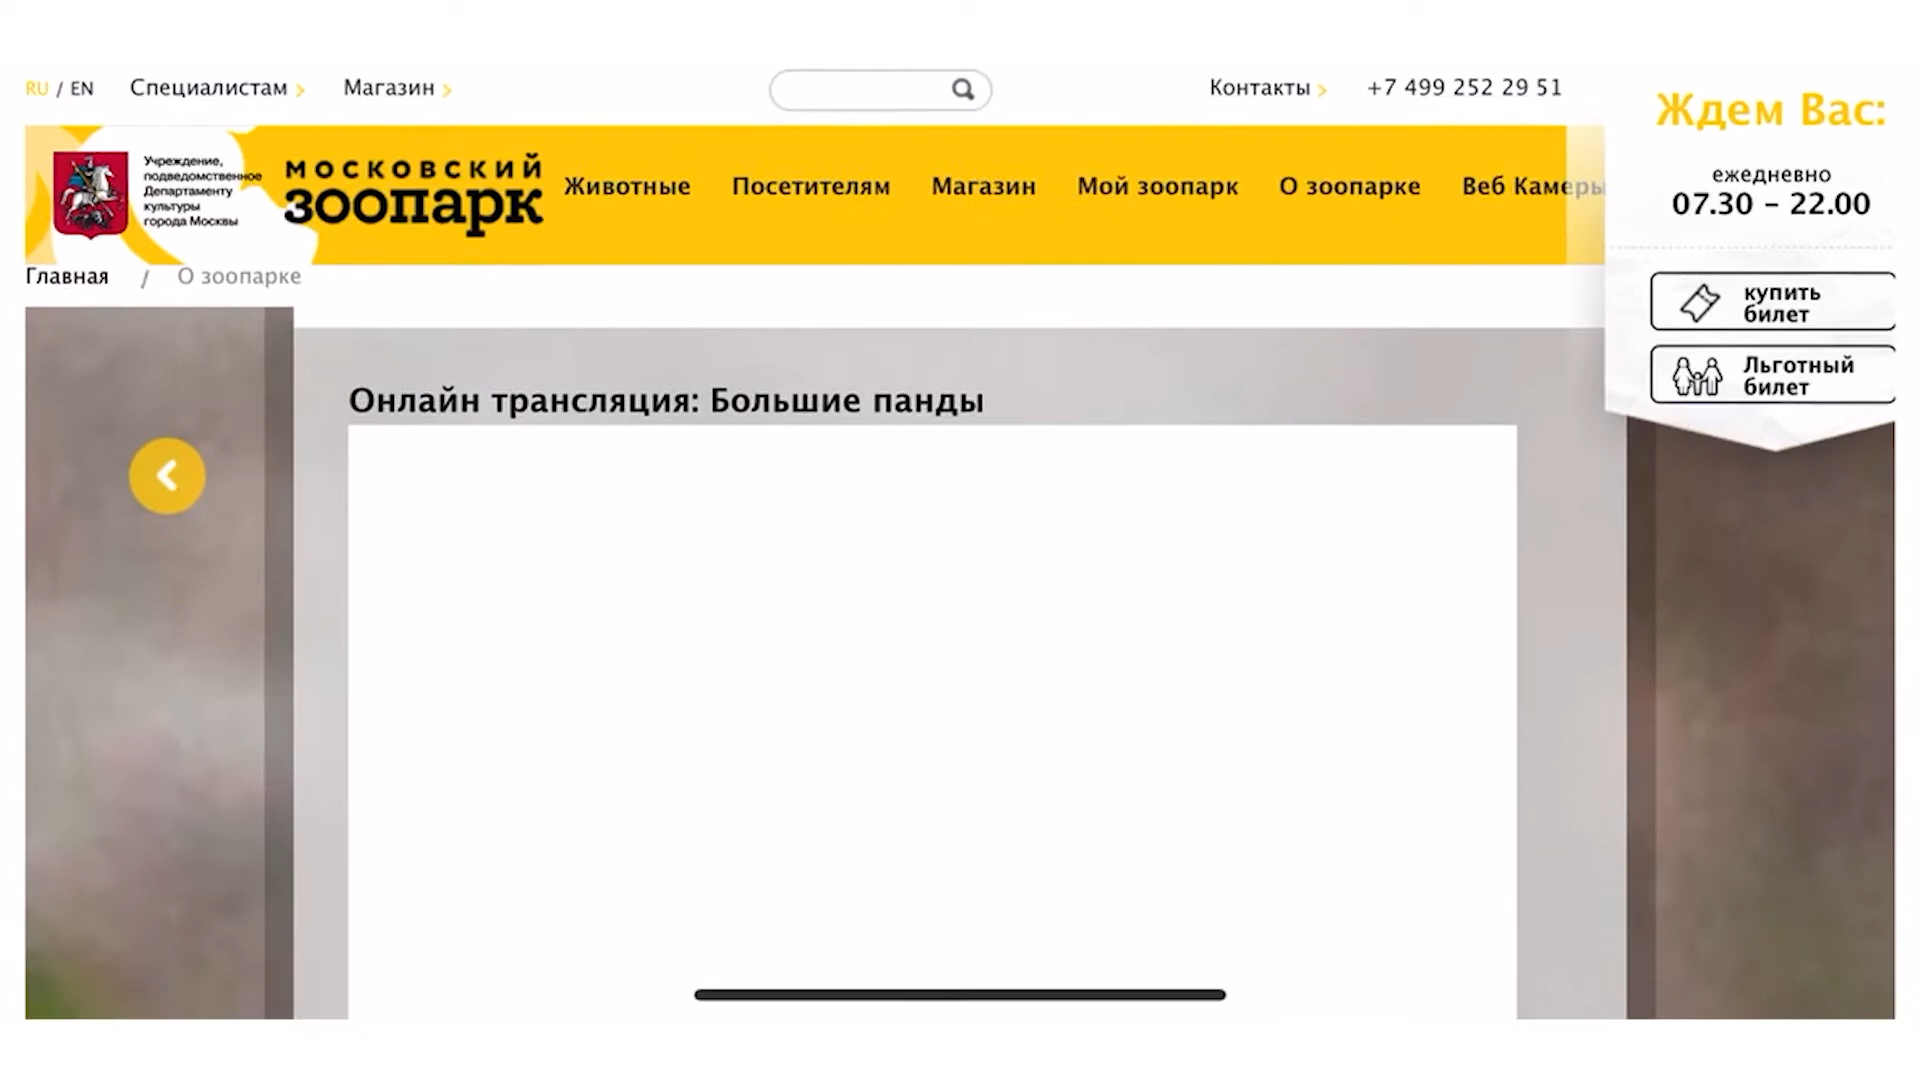 RU / EN
Специалистам
Магазин
Контакты
+7 499 252 29 51
Ждем Вас:
ежедневно
07.30 – 22.00
купить
билет
Льготный
билет
Учреждение,
подведомственное
Департаменту
культуры
города Москвы
МОСКОВСКИЙ
зоопарк
Животные
Посетителям
Магазин
Мой зоопарк
О зоопарке
Веб Камеры
Главная / О зоопарке
Онлайн трансляция: Большие панды